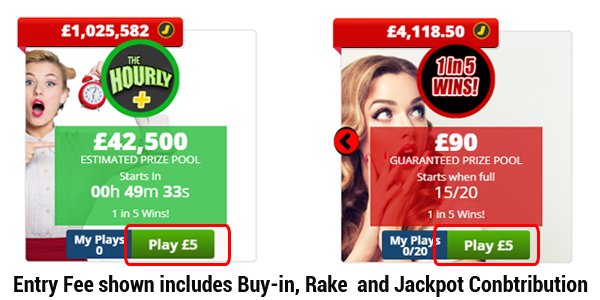 £1,025,582 J
THE
HOURLY
+
£42,500
ESTIMATED PRIZE POOL
Starts In
00h 49m 33s
1 in 5 Wins!
My Plays
0
Play £5
£4,118.50 J
1 In 5
WINS!
£90
GUARANTEED PRIZE POOL
Starts when full
15/20
1 in 5 Wins!
My Plays
0/20
Play £5
Entry Fee shown includes Buy-in, Rake and Jackpot Conbtribution